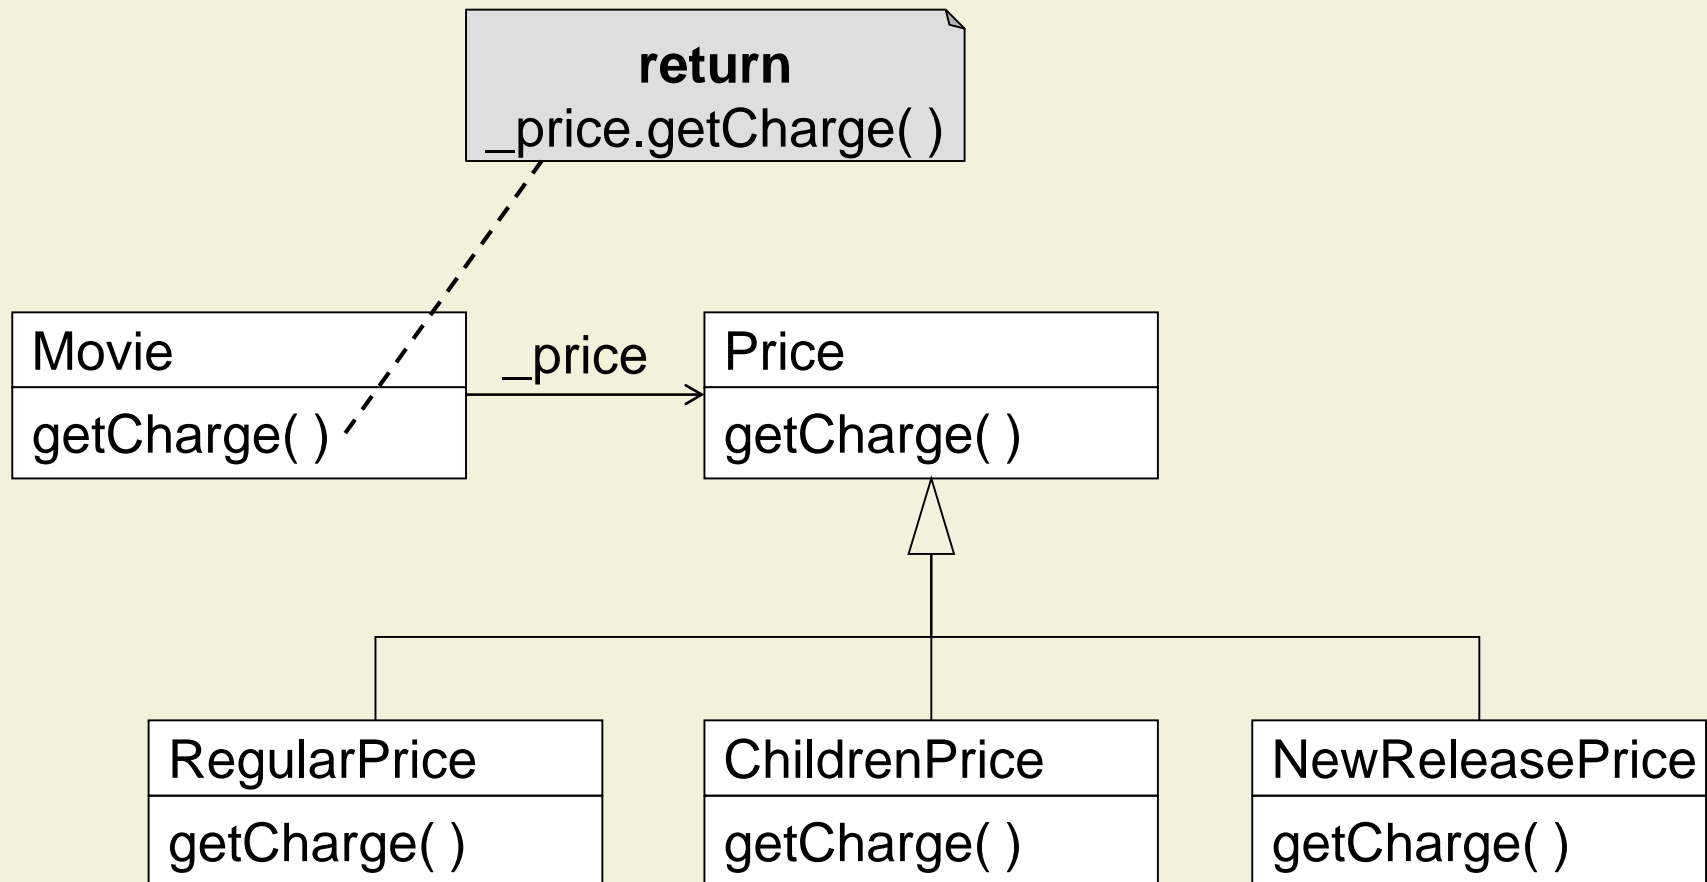 return
_price.getCharge( )
Movie
getCharge( )
_price
Price
getCharge( )
RegularPrice
getCharge( )
ChildrenPrice
getCharge( )
NewReleasePrice
getCharge( )